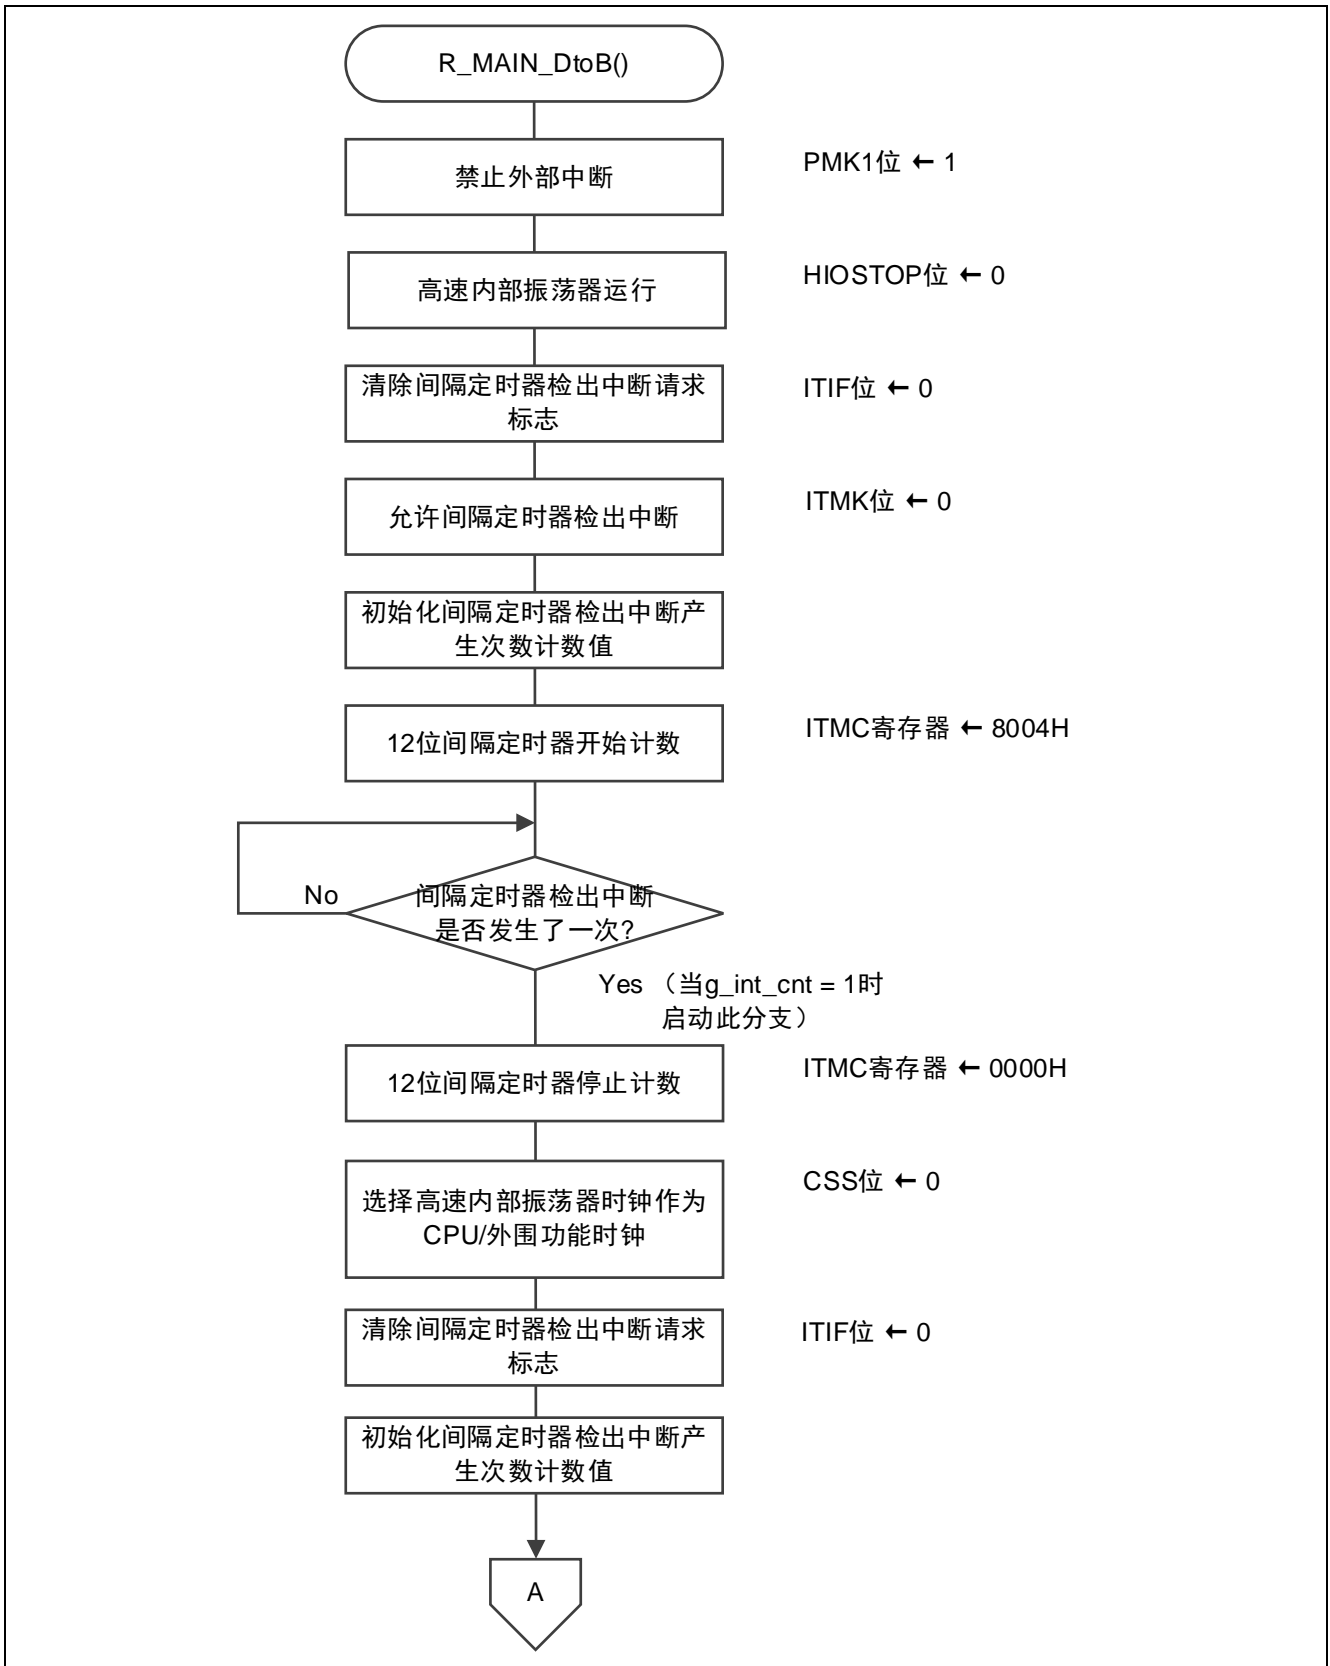 R_MAIN_DtoB()
禁止外部中断
PMK1位 ← 1
高速内部振荡器运行
HIOSTOP位 ← 0
清除间隔定时器检出中断请求
标志
ITIF位 ← 0
允许间隔定时器检出中断
ITMK位 ← 0
初始化间隔定时器检出中断产
生次数计数值
12位间隔定时器开始计数
ITMC寄存器 ← 8004H
No
间隔定时器检出中断
是否发生了一次?
Yes （当g_int_cnt = 1时
启动此分支）
12位间隔定时器停止计数
ITMC寄存器 ← 0000H
选择高速内部振荡器时钟作为
CPU/外围功能时钟
CSS位 ← 0
清除间隔定时器检出中断请求
标志
ITIF位 ← 0
初始化间隔定时器检出中断产
生次数计数值
A